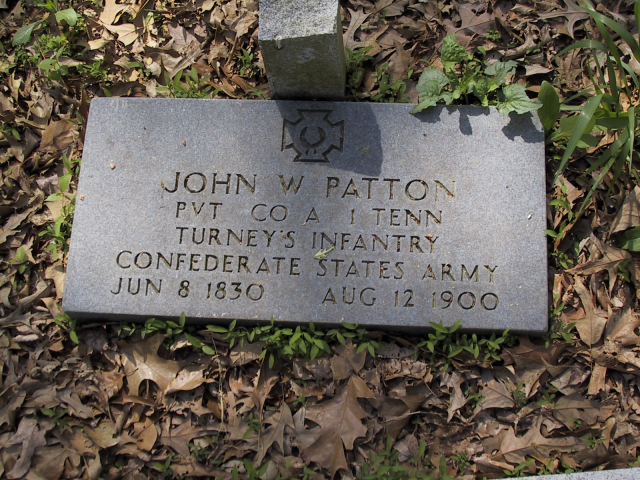 JOHN W PATTON
PVT CO A 1 TENN
TURNEY'S INFANTRY
CONFEDERATE STATES ARMY
JUN 8 1830 AUG 12 1900